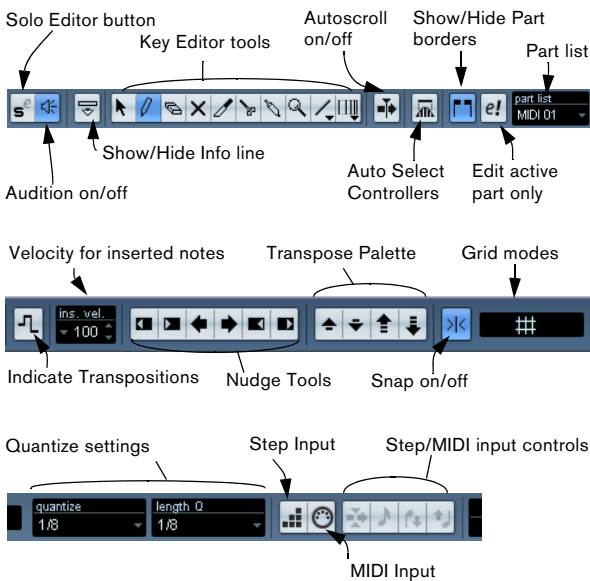 Solo Editor button
Key Editor tools
Autoscroll
on/off
Show/Hide Part
borders
Part list
s e
e!
part list
MIDI 01
Show/Hide Info line
Audition on/off
Auto Select
Controllers
Edit active
part only
Velocity for inserted notes
Transpose Palette
Grid modes
ins. vel.
100
Indicate Transpositions
Nudge Tools
Snap on/off
Quantize settings
Step Input
Step/MIDI input controls
quantize
1/8
length Q
1/8
MIDI Input